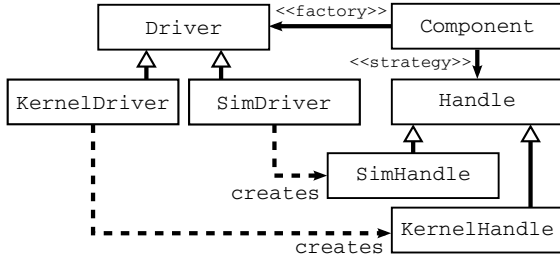 <<factory>>
Driver
Component
<<strategy>>
KernelDriver
SimDriver
Handle
SimHandle
creates
KernelHandle
creates